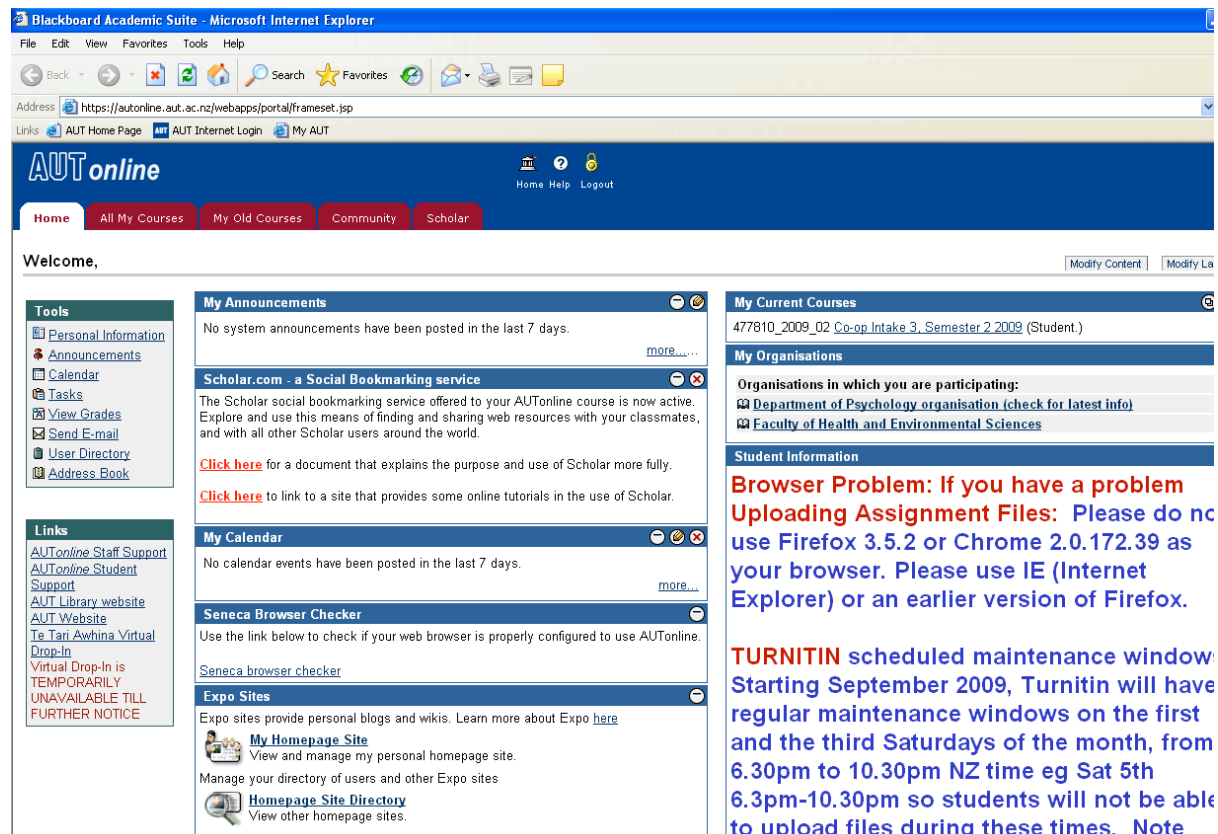 Blackboard Academic Suite - Microsoft Internet Explorer
File Edit View Favorites Tools Help
Back Search Favorites
Address https://autonline.aut.ac.nz/webapps/portal/frameset.jsp
Links AUT Home Page AUT AUT Internet Login My AUT
AUTonline
Home Help Logout
Home All My Courses My Old Courses Community Scholar
Welcome,
Modify Content Modify La
Tools
Personal Information
Announcements
Calendar
Tasks
View Grades
Send E-mail
User Directory
Address Book
Links
AUTonline Staff Support
AUTonline Student
Support
AUT Library website
AUT Website
Te Tari Awhina Virtual
Drop-In
Virtual Drop-In is
TEMPORARILY
UNAVAILABLE TILL
FURTHER NOTICE
My Announcements
No system announcements have been posted in the last 7 days.
more......
Scholar.com - a Social Bookmarking service
The Scholar social bookmarking service offered to your AUTonline course is now active.
Explore and use this means of finding and sharing web resources with your classmates,
and with all other Scholar users around the world.
Click here for a document that explains the purpose and use of Scholar more fully.
Click here to link to a site that provides some online tutorials in the use of Scholar.
My Calendar
No calendar events have been posted in the last 7 days.
more...
Seneca Browser Checker
Use the link below to check if your web browser is properly configured to use AUTonline.
Seneca browser checker
Expo Sites
Expo sites provide personal blogs and wikis. Learn more about Expo here
My Homepage Site
View and manage my personal homepage site.
Manage your directory of users and other Expo sites
Homepage Site Directory
View other homepage sites.
My Current Courses
477810_2009_02 Co-op Intake 3, Semester 2 2009 (Student.)
My Organisations
Organisations in which you are participating:
Department of Psychology organisation (check for latest info)
Faculty of Health and Environmental Sciences
Student Information
Browser Problem: If you have a problem
Uploading Assignment Files: Please do no
use Firefox 3.5.2 or Chrome 2.0.172.39 as
your browser. Please use IE (Internet
Explorer) or an earlier version of Firefox.
TURNITIN scheduled maintenance windows
Starting September 2009, Turnitin will have
regular maintenance windows on the first
and the third Saturdays of the month, from
6.30pm to 10.30pm NZ time eg Sat 5th
6.3pm-10.30pm so students will not be able
to upload files during these times. Note